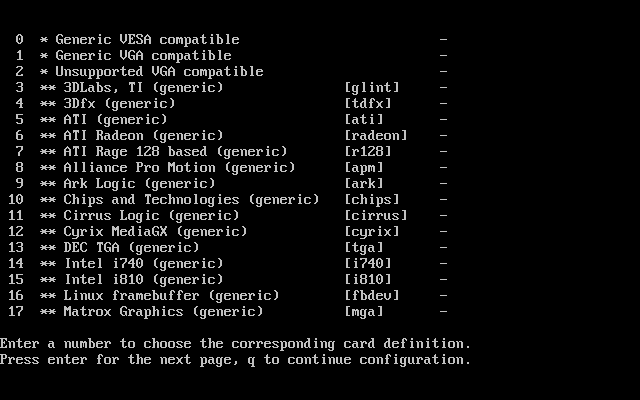 0 * Generic VESA compatible -
1 * Generic VGA compatible -
2 * Unsupported VGA compatible -
3 ** 3DLabs, TI (generic) [glint] -
4 ** 3Dfx (generic) [tdfx] -
5 ** ATI (generic) [ati] -
6 ** ATI Radeon (generic) [radeon] -
7 ** ATI Rage 128 based (generic) [r128] -
8 ** Alliance Pro Motion (generic) [apm] -
9 ** Ark Logic (generic) [ark] -
10 ** Chips and Technologies (generic) [chips] -
11 ** Cirrus Logic (generic) [cirrus] -
12 ** Cyrix MediaGX (generic) [cyrix] -
13 ** DEC TGA (generic) [tga] -
14 ** Intel i740 (generic) [i740] -
15 ** Intel i810 (generic) [i810] -
16 ** Linux framebuffer (generic) [fbdev] -
17 ** Matrox Graphics (generic) [mga] -
Enter a number to choose the corresponding card definition.
Press enter for the next page, q to continue configuration.